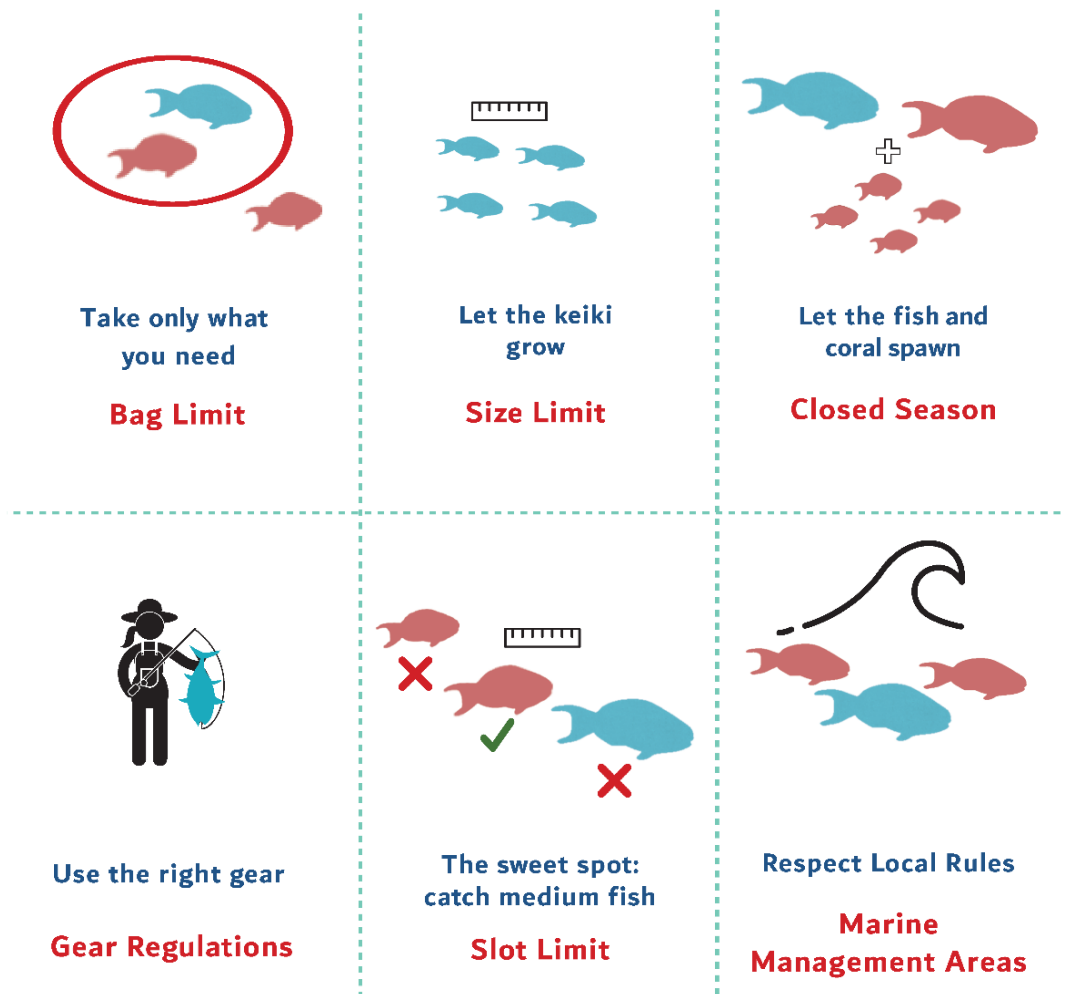 Take only what
you need
Bag Limit
Let the keiki
grow
Size Limit
Let the fish and
coral spawn
Closed Season
Use the right gear
Gear Regulations
The sweet spot:
catch medium fish
Slot Limit
Respect Local Rules
Marine
Management Areas